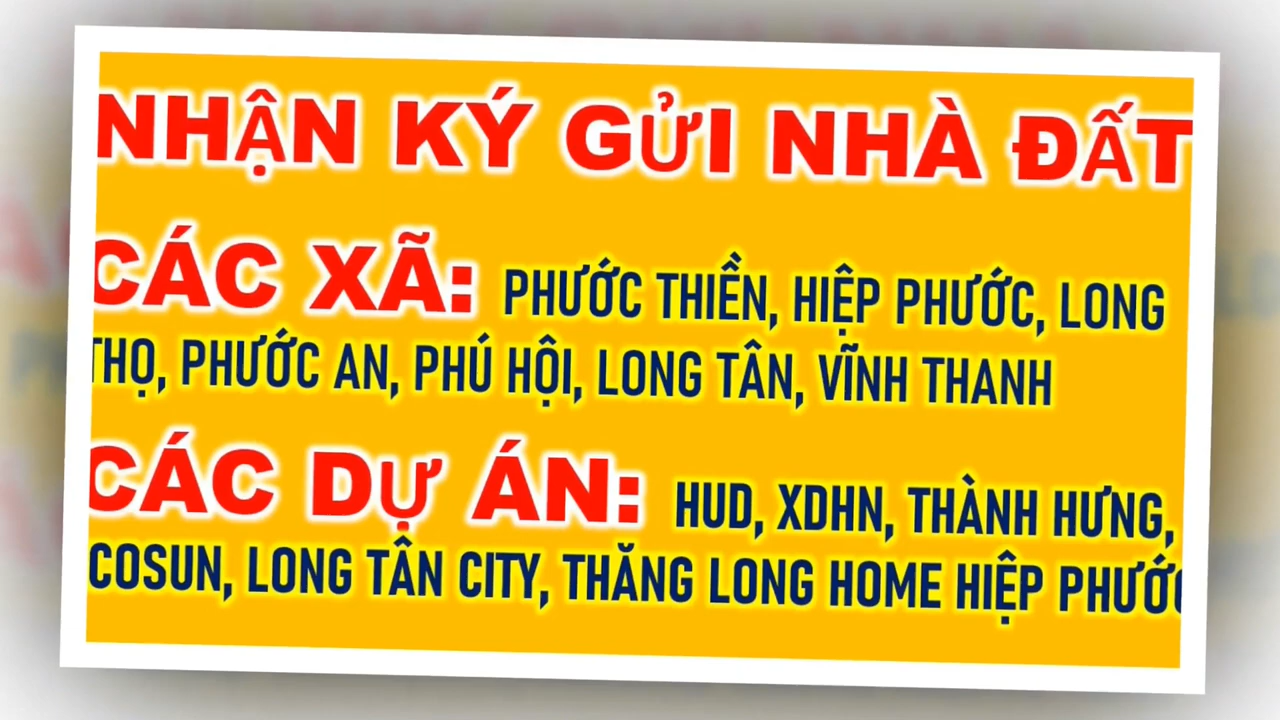 NHẬN KÝ GỬI NHÀ ĐẤT
CÁC XÃ: PHƯỚC THIỀN, HIỆP PHƯỚC, LONG
THỌ, PHƯỚC AN, PHÚ HỘI, LONG TÂN, VĨNH THANH
CÁC DỰ ÁN: HUD, XDHN, THÀNH HƯNG,
COSUN, LONG TÂN CITY, THĂNG LONG HOME HIỆP PHƯỚC